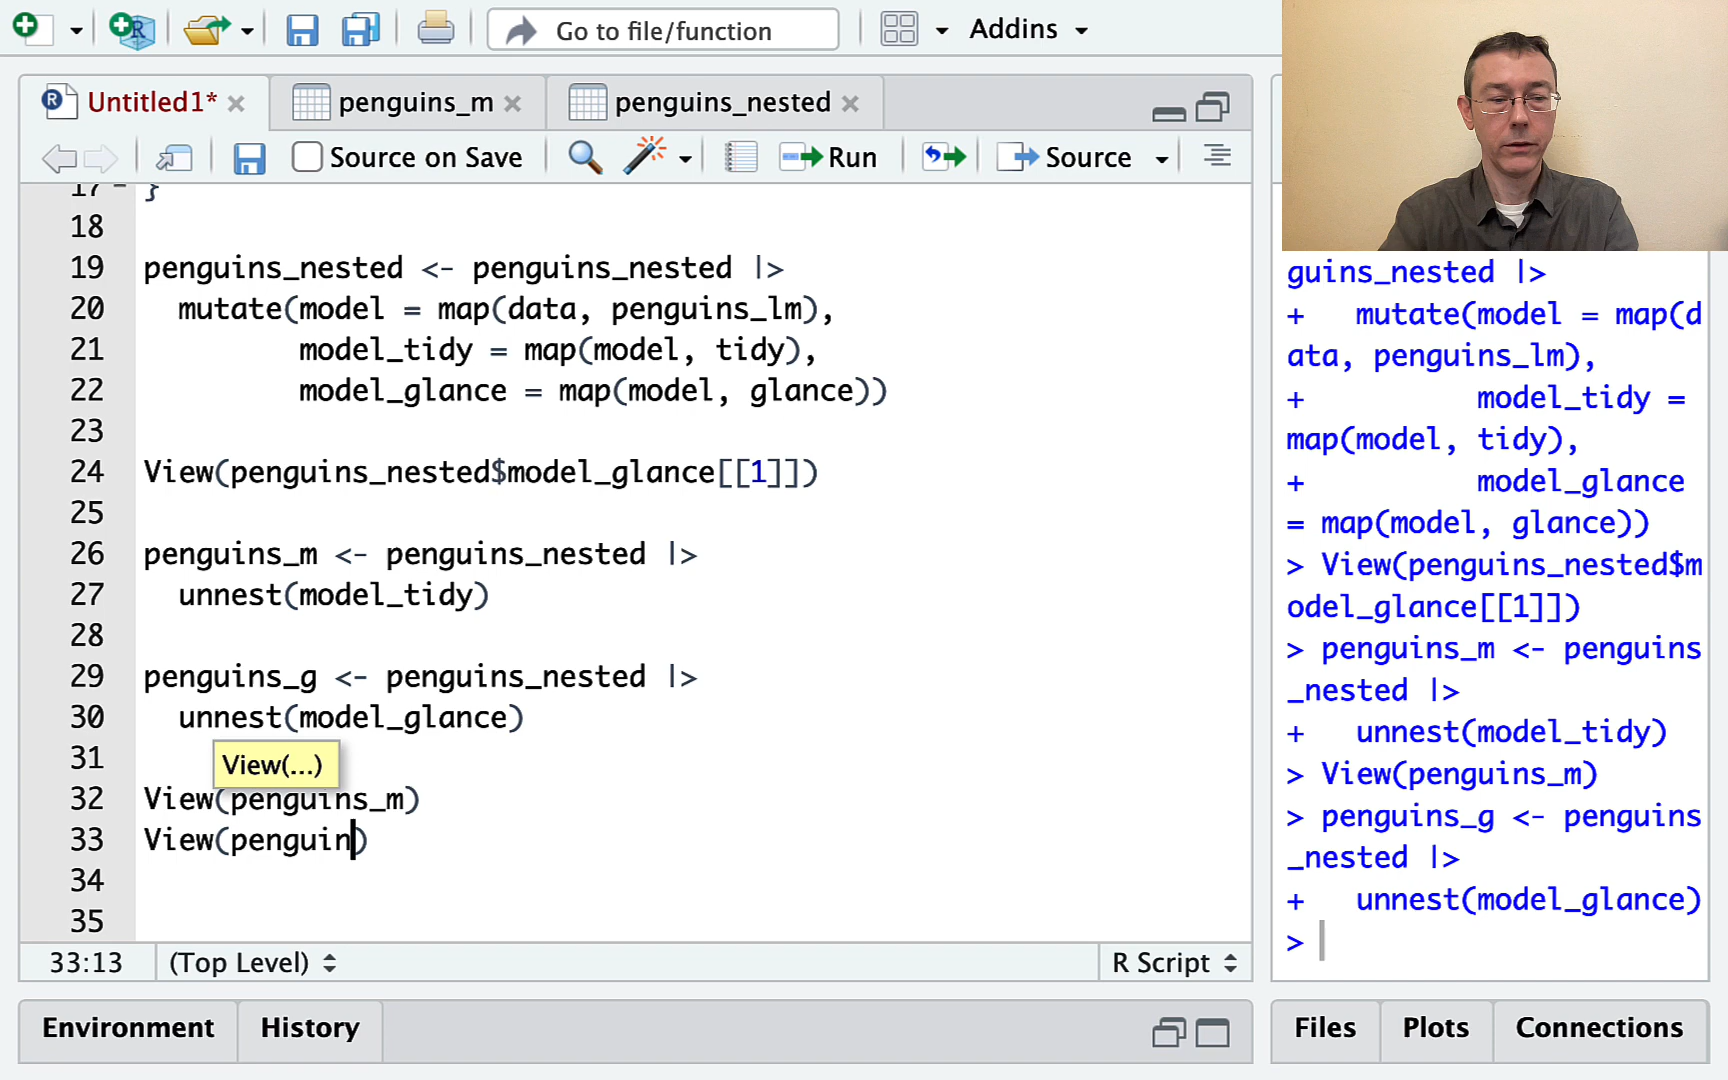 Go to file/function
Addins
Untitled1*
penguins_m
penguins_nested
Source on Save
Run
Source
17 }
18
19 penguins_nested <- penguins_nested |>
20 mutate(model = map(data, penguins_lm),
21 model_tidy = map(model, tidy),
22 model_glance = map(model, glance))
23
24 View(penguins_nested$model_glance[[1]])
25
26 penguins_m <- penguins_nested |>
27 unnest(model_tidy)
28
29 penguins_g <- penguins_nested |>
30 unnest(model_glance)
31
View(...)
32 View(penguins_m)
33 View(penguin)
34
35
33:13
(Top Level)
R Script
guins_nested |>
+ mutate(model = map(d
ata, penguins_lm),
+ model_tidy =
map(model, tidy),
+ model_glance
= map(model, glance))
> View(penguins_nested$m
odel_glance[[1]])
> penguins_m <- penguins
_nested |>
+ unnest(model_tidy)
> View(penguins_m)
> penguins_g <- penguins
_nested |>
+ unnest(model_glance)
>
Environment
History
Files
Plots
Connections